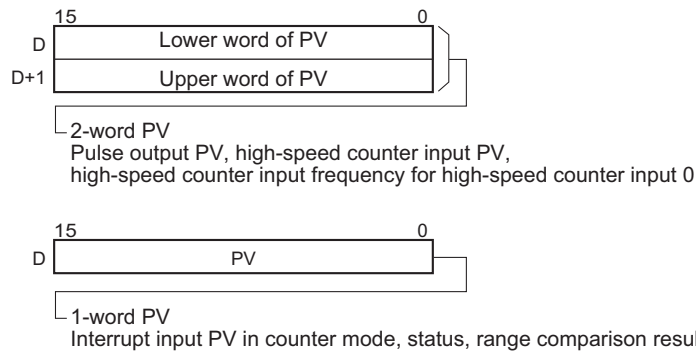 15 0
D Lower word of PV
D+1 Upper word of PV
2-word PV
Pulse output PV, high-speed counter input PV,
high-speed counter input frequency for high-speed counter input 0
15 0
D PV
1-word PV
Interrupt input PV in counter mode, status, range comparison